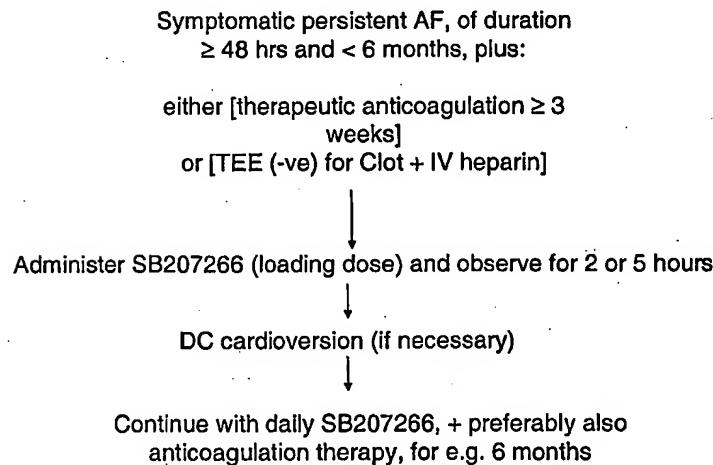 Symptomatic persistent AF, of duration
≥ 48 hrs and < 6 months, plus:
either [therapeutic anticoagulation ≥ 3
weeks]
or [TEE (-ve) for Clot + IV heparin]
Administer SB207266 (loading dose) and observe for 2 or 5 hours
DC cardioversion (if necessary)
Continue with daily SB207266, + preferably also
anticoagulation therapy, for e.g. 6 months